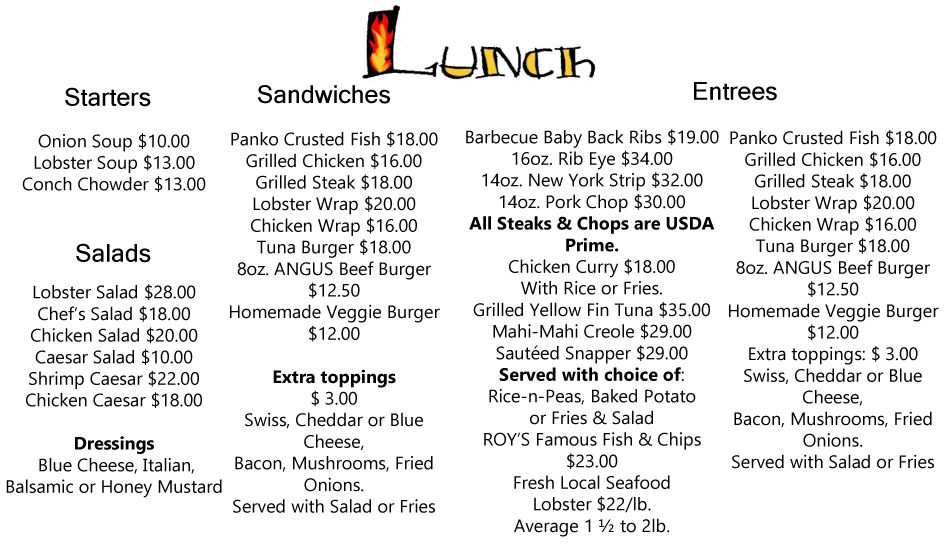 LUNCH
Starters
Onion Soup $10.00
Lobster Soup $13.00
Conch Chowder $13.00
Salads
Lobster Salad $28.00
Chef's Salad $18.00
Chicken Salad $20.00
Caesar Salad $10.00
Shrimp Caesar $22.00
Chicken Caesar $18.00
Dressings
Blue Cheese, Italian,
Balsamic or Honey Mustard
Sandwiches
Panko Crusted Fish $18.00
Grilled Chicken $16.00
Grilled Steak $18.00
Lobster Wrap $20.00
Chicken Wrap $16.00
Tuna Burger $18.00
8oz. ANGUS Beef Burger
$12.50
Homemade Veggie Burger
$12.00
Extra toppings
$ 3.00
Swiss, Cheddar or Blue
Cheese,
Bacon, Mushrooms, Fried
Onions.
Served with Salad or Fries
Entrees
Barbecue Baby Back Ribs $19.00
16oz. Rib Eye $34.00
14oz. New York Strip $32.00
14oz. Pork Chop $30.00
All Steaks & Chops are USDA
Prime.
Chicken Curry $18.00
With Rice or Fries.
Grilled Yellow Fin Tuna $35.00
Mahi-Mahi Creole $29.00
Sautéed Snapper $29.00
Served with choice of:
Rice-n-Peas, Baked Potato
or Fries & Salad
ROY'S Famous Fish & Chips
$23.00
Fresh Local Seafood
Lobster $22/lb.
Average 1 ½ to 2lb.
Panko Crusted Fish $18.00
Grilled Chicken $16.00
Grilled Steak $18.00
Lobster Wrap $20.00
Chicken Wrap $16.00
Tuna Burger $18.00
8oz. ANGUS Beef Burger
$12.50
Homemade Veggie Burger
$12.00
Extra toppings: $ 3.00
Swiss, Cheddar or Blue
Cheese,
Bacon, Mushrooms, Fried
Onions.
Served with Salad or Fries